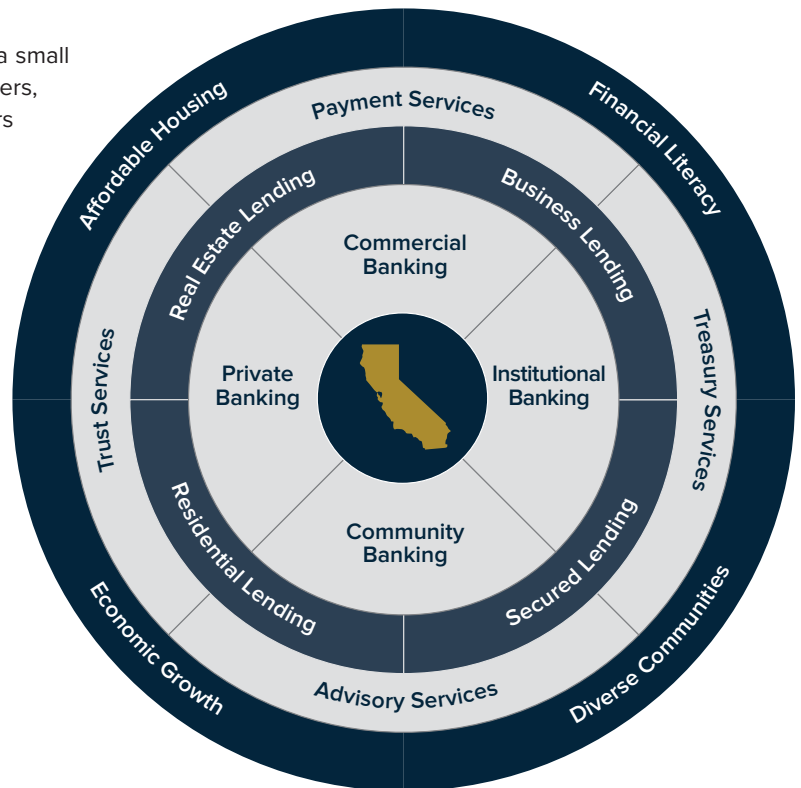 a small
ers,
rs
Affordable Housing
Financial Literacy
Payment Services
Real Estate Lending
Business Lending
Commercial
Banking
Trust Services
Private
Banking
Institutional
Banking
Treasury Services
Community
Banking
Residential Lending
Secured Lending
Advisory Services
Economic Growth
Diverse Communities